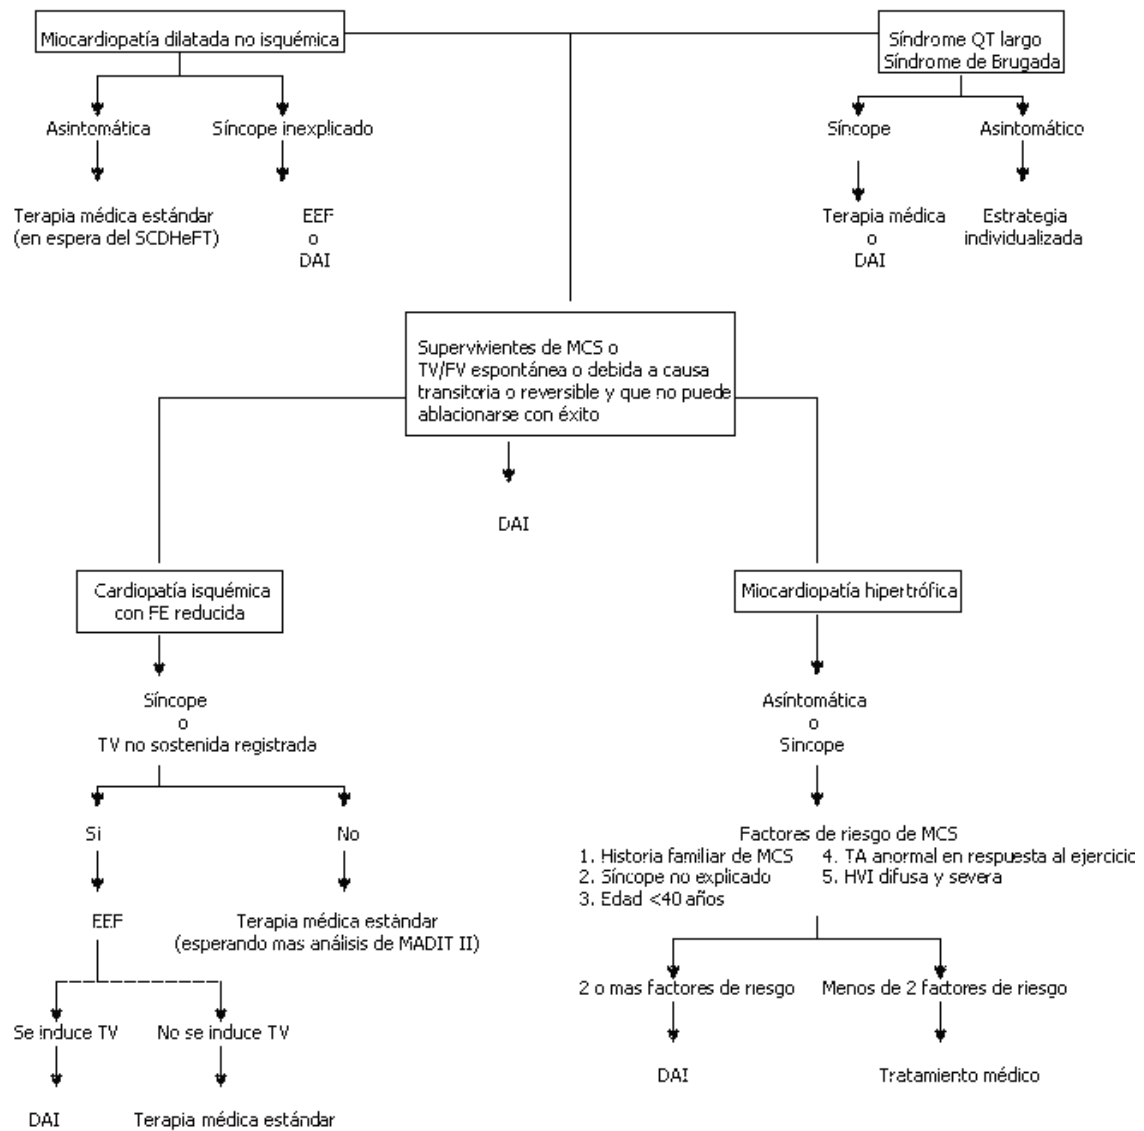 Miocardiopatía dilatada no isquémica
Asintomática
Síncope inexplicado
Terapia médica estándar
(en espera del SCDHeFT)
EEF
o
DAI
Síndrome QT largo
Síndrome de Brugada
Síncope
Asintomático
Terapia médica
o
DAI
Estrategia
individualizada
Supervivientes de MCS o
TV/FV espontánea o debida a causa
transitoria o reversible y que no puede
ablacionarse con éxito
DAI
Cardiopatía isquémica
con FE reducida
Síncope
o
TV no sostenida registrada
Si
No
EEF
Terapia médica estándar
(esperando mas análisis de MADIT II)
Se induce TV
No se induce TV
DAI
Terapia médica estándar
Miocardiopatía hipertrófica
Asíntomática
o
Sincope
Factores de riesgo de MCS
1. Historia familiar de MCS
2. Síncope no explicado
3. Edad <40 años
4. TA anormal en respuesta al ejercicio
5. HVI difusa y severa
2 o mas factores de riesgo
Menos de 2 factores de riesgo
DAI
Tratamiento médico